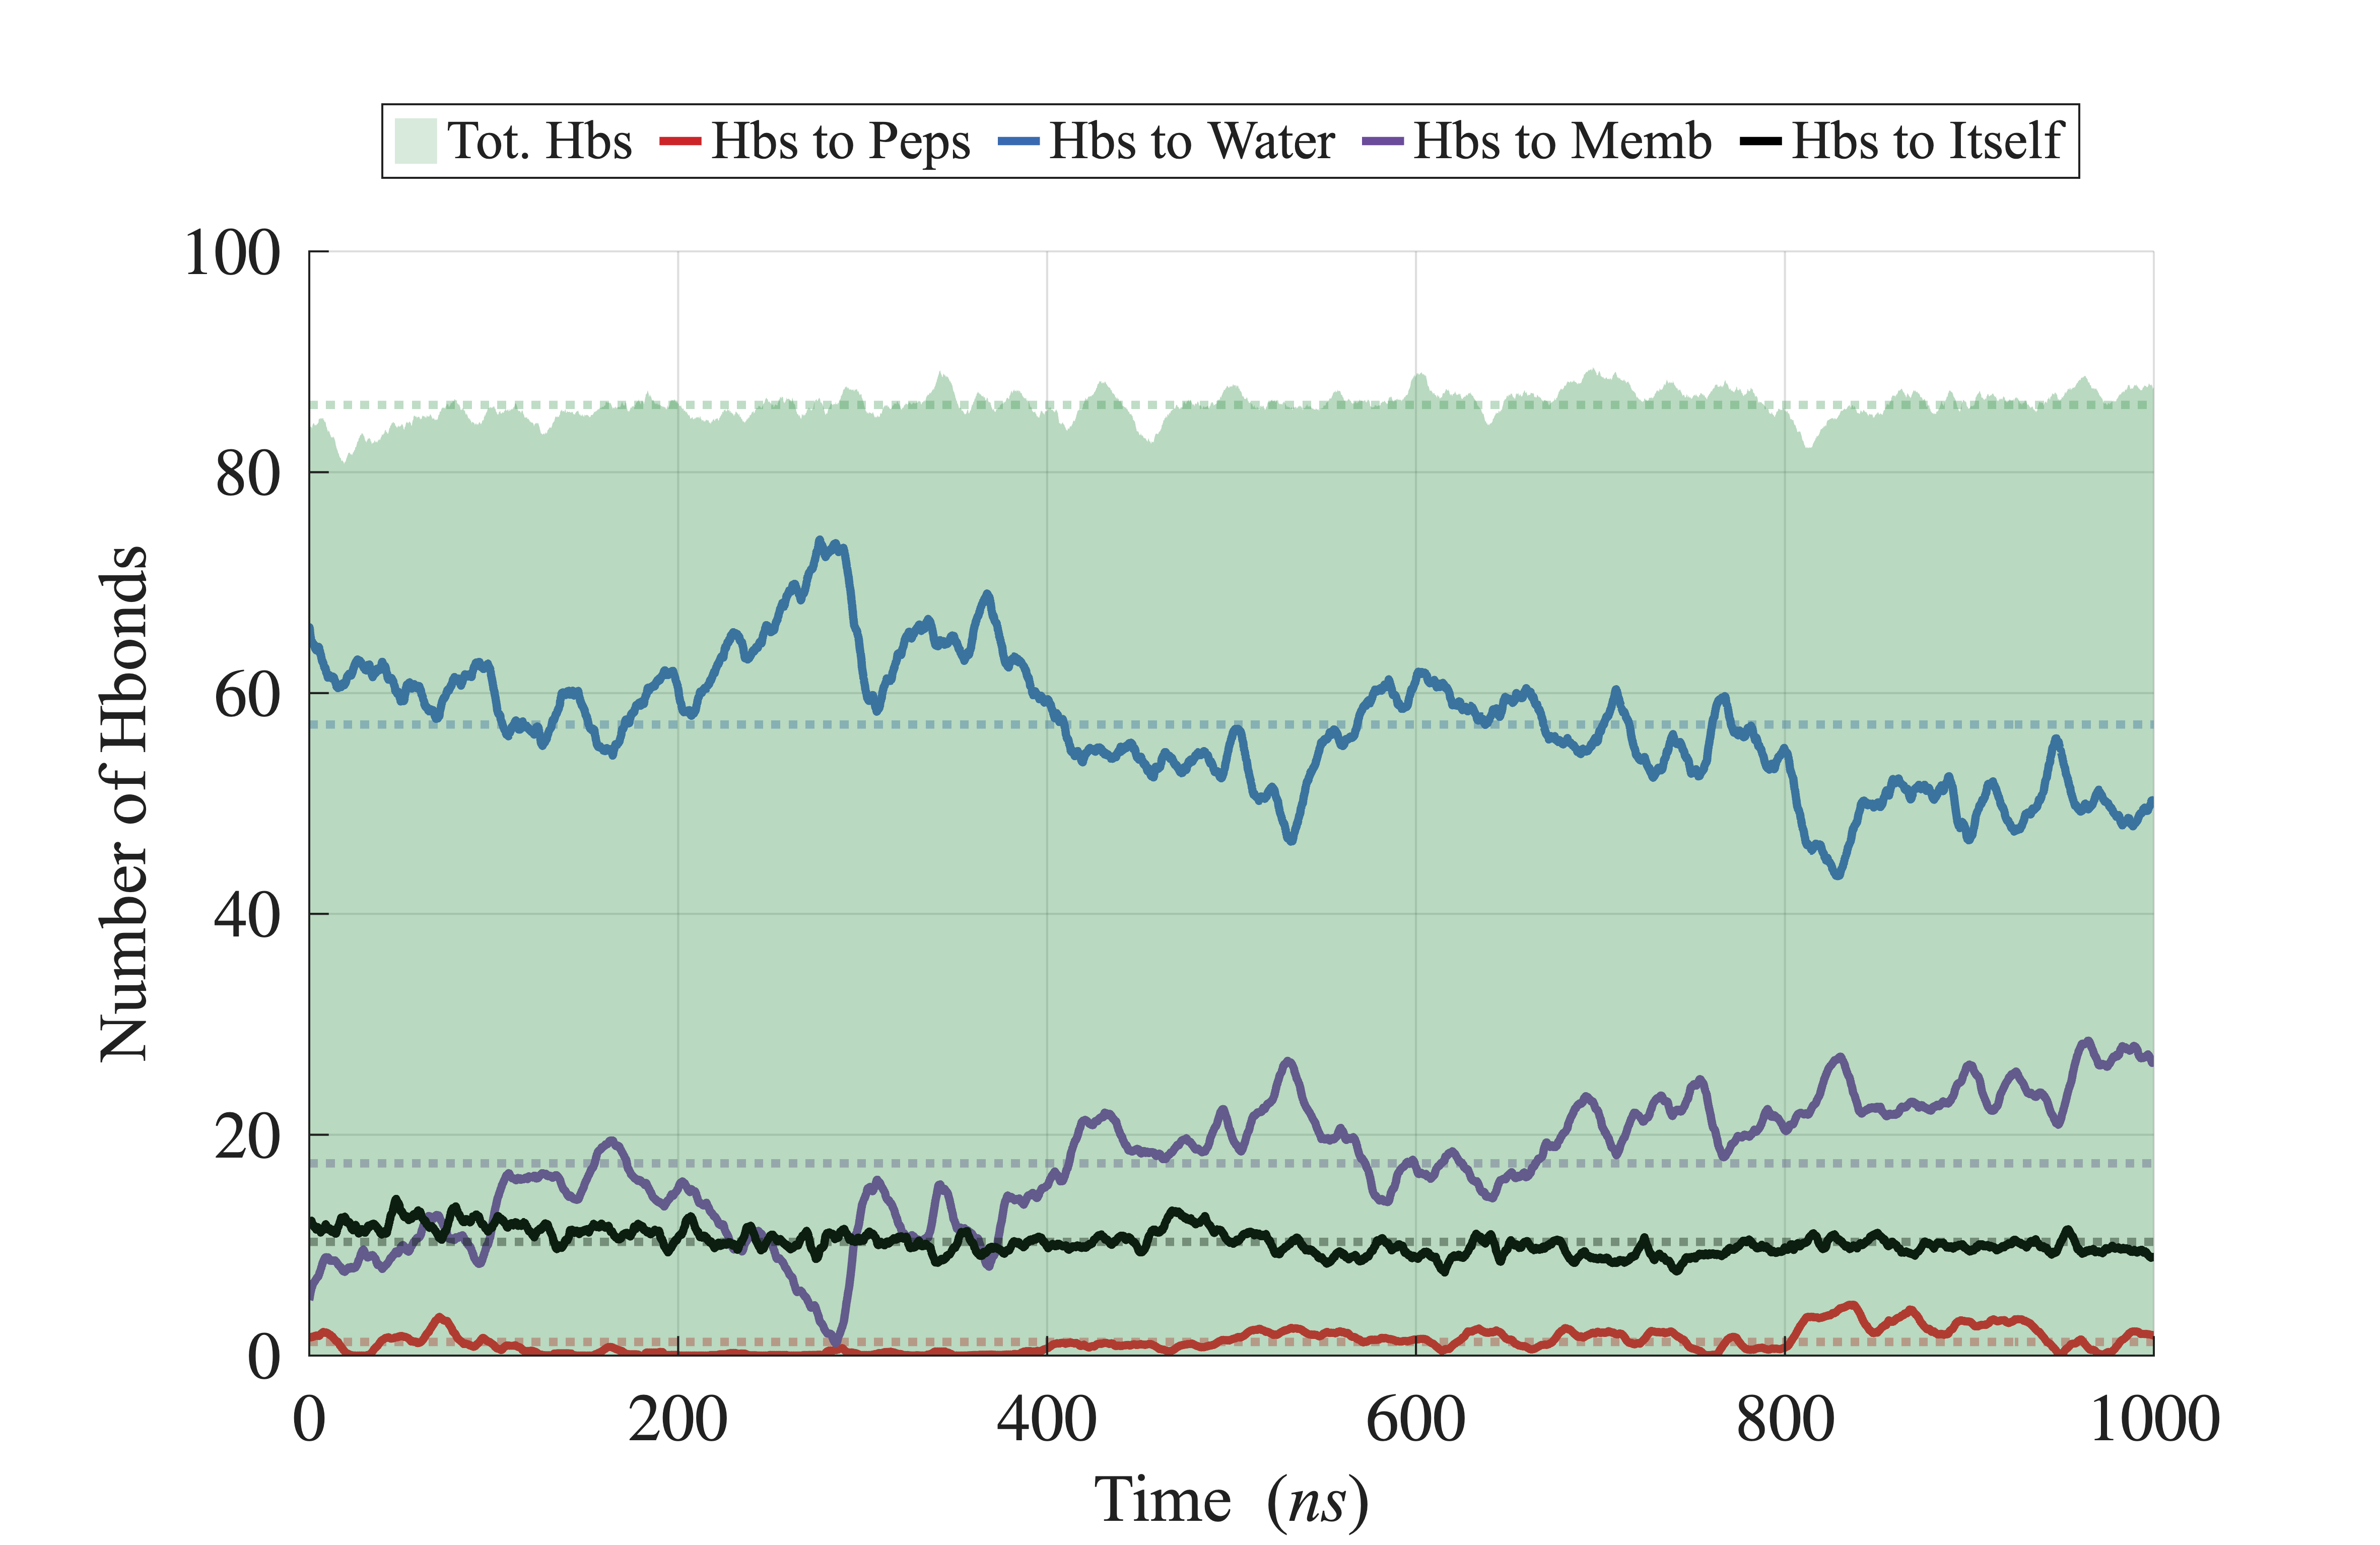 Tot. Hbs Hbs to Peps Hbs to Water Hbs to Memb Hbs to Itself
100
80
60
40
20
0
Number of Hbonds
0 200 400 600 800 1000
Time (ns)